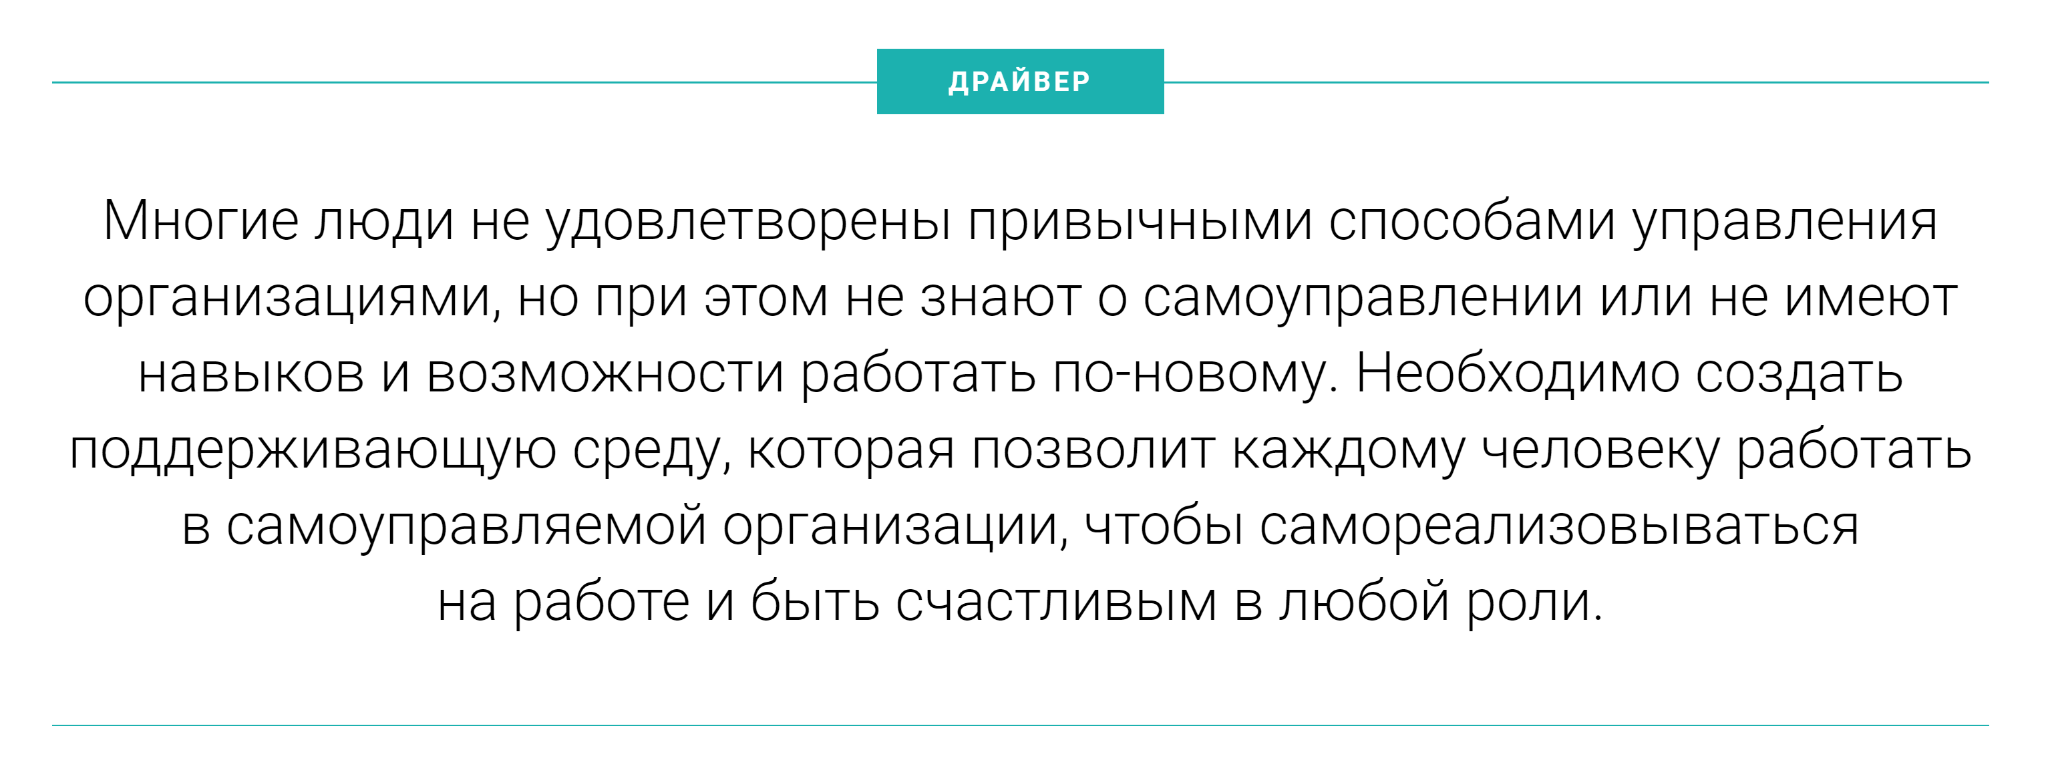 ДРАЙВЕР
Многие люди не удовлетворены привычными способами управления
организациями, но при этом не знают о самоуправлении или не имеют
навыков и возможности работать по-новому. Необходимо создать
поддерживающую среду, которая позволит каждому человеку работать
в самоуправляемой организации, чтобы самореализовываться
на работе и быть счастливым в любой роли.